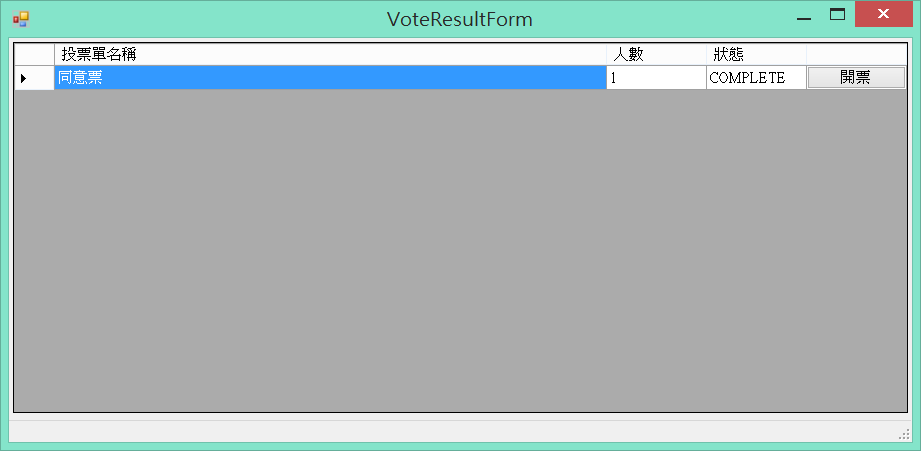 VoteResultForm
投票單名稱 人數 狀態
同意票 1 COMPLETE 開票